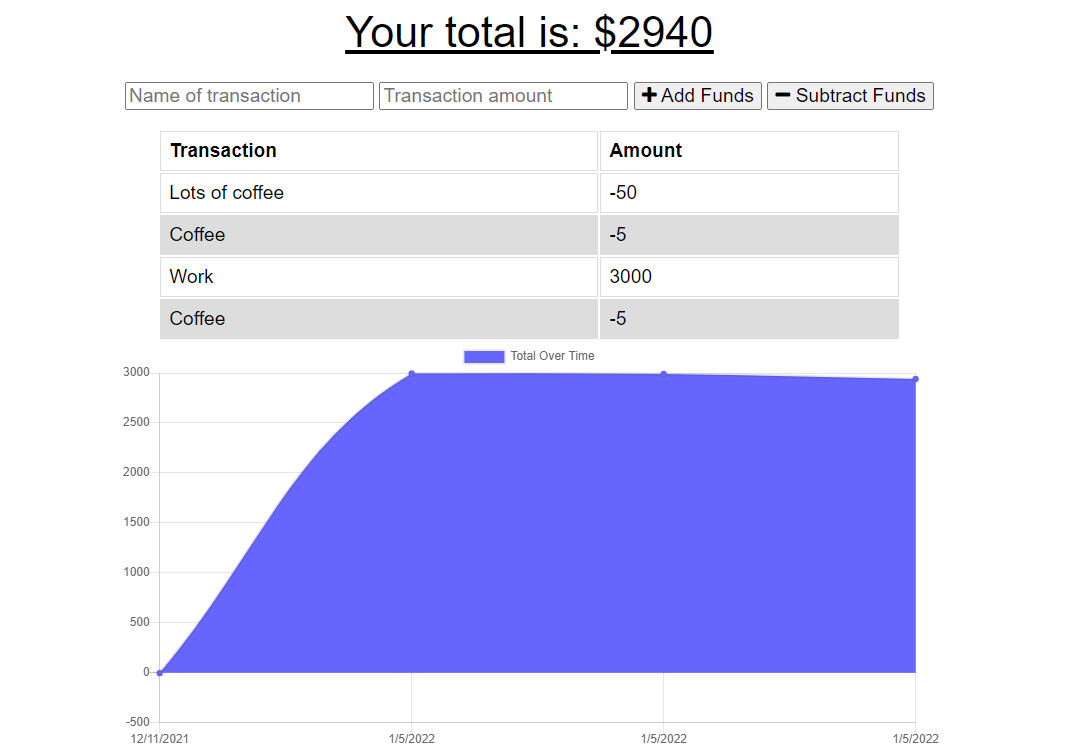 Your total is: $2940
Name of transaction Transaction amount Add Funds Subtract Funds
Transaction Amount
Lots of coffee -50
Coffee -5
Work 3000
Coffee -5
Total Over Time
3000
2500
2000
1500
1000
500
0
-500
12/11/2021 1/5/2022 1/5/2022 1/5/2022